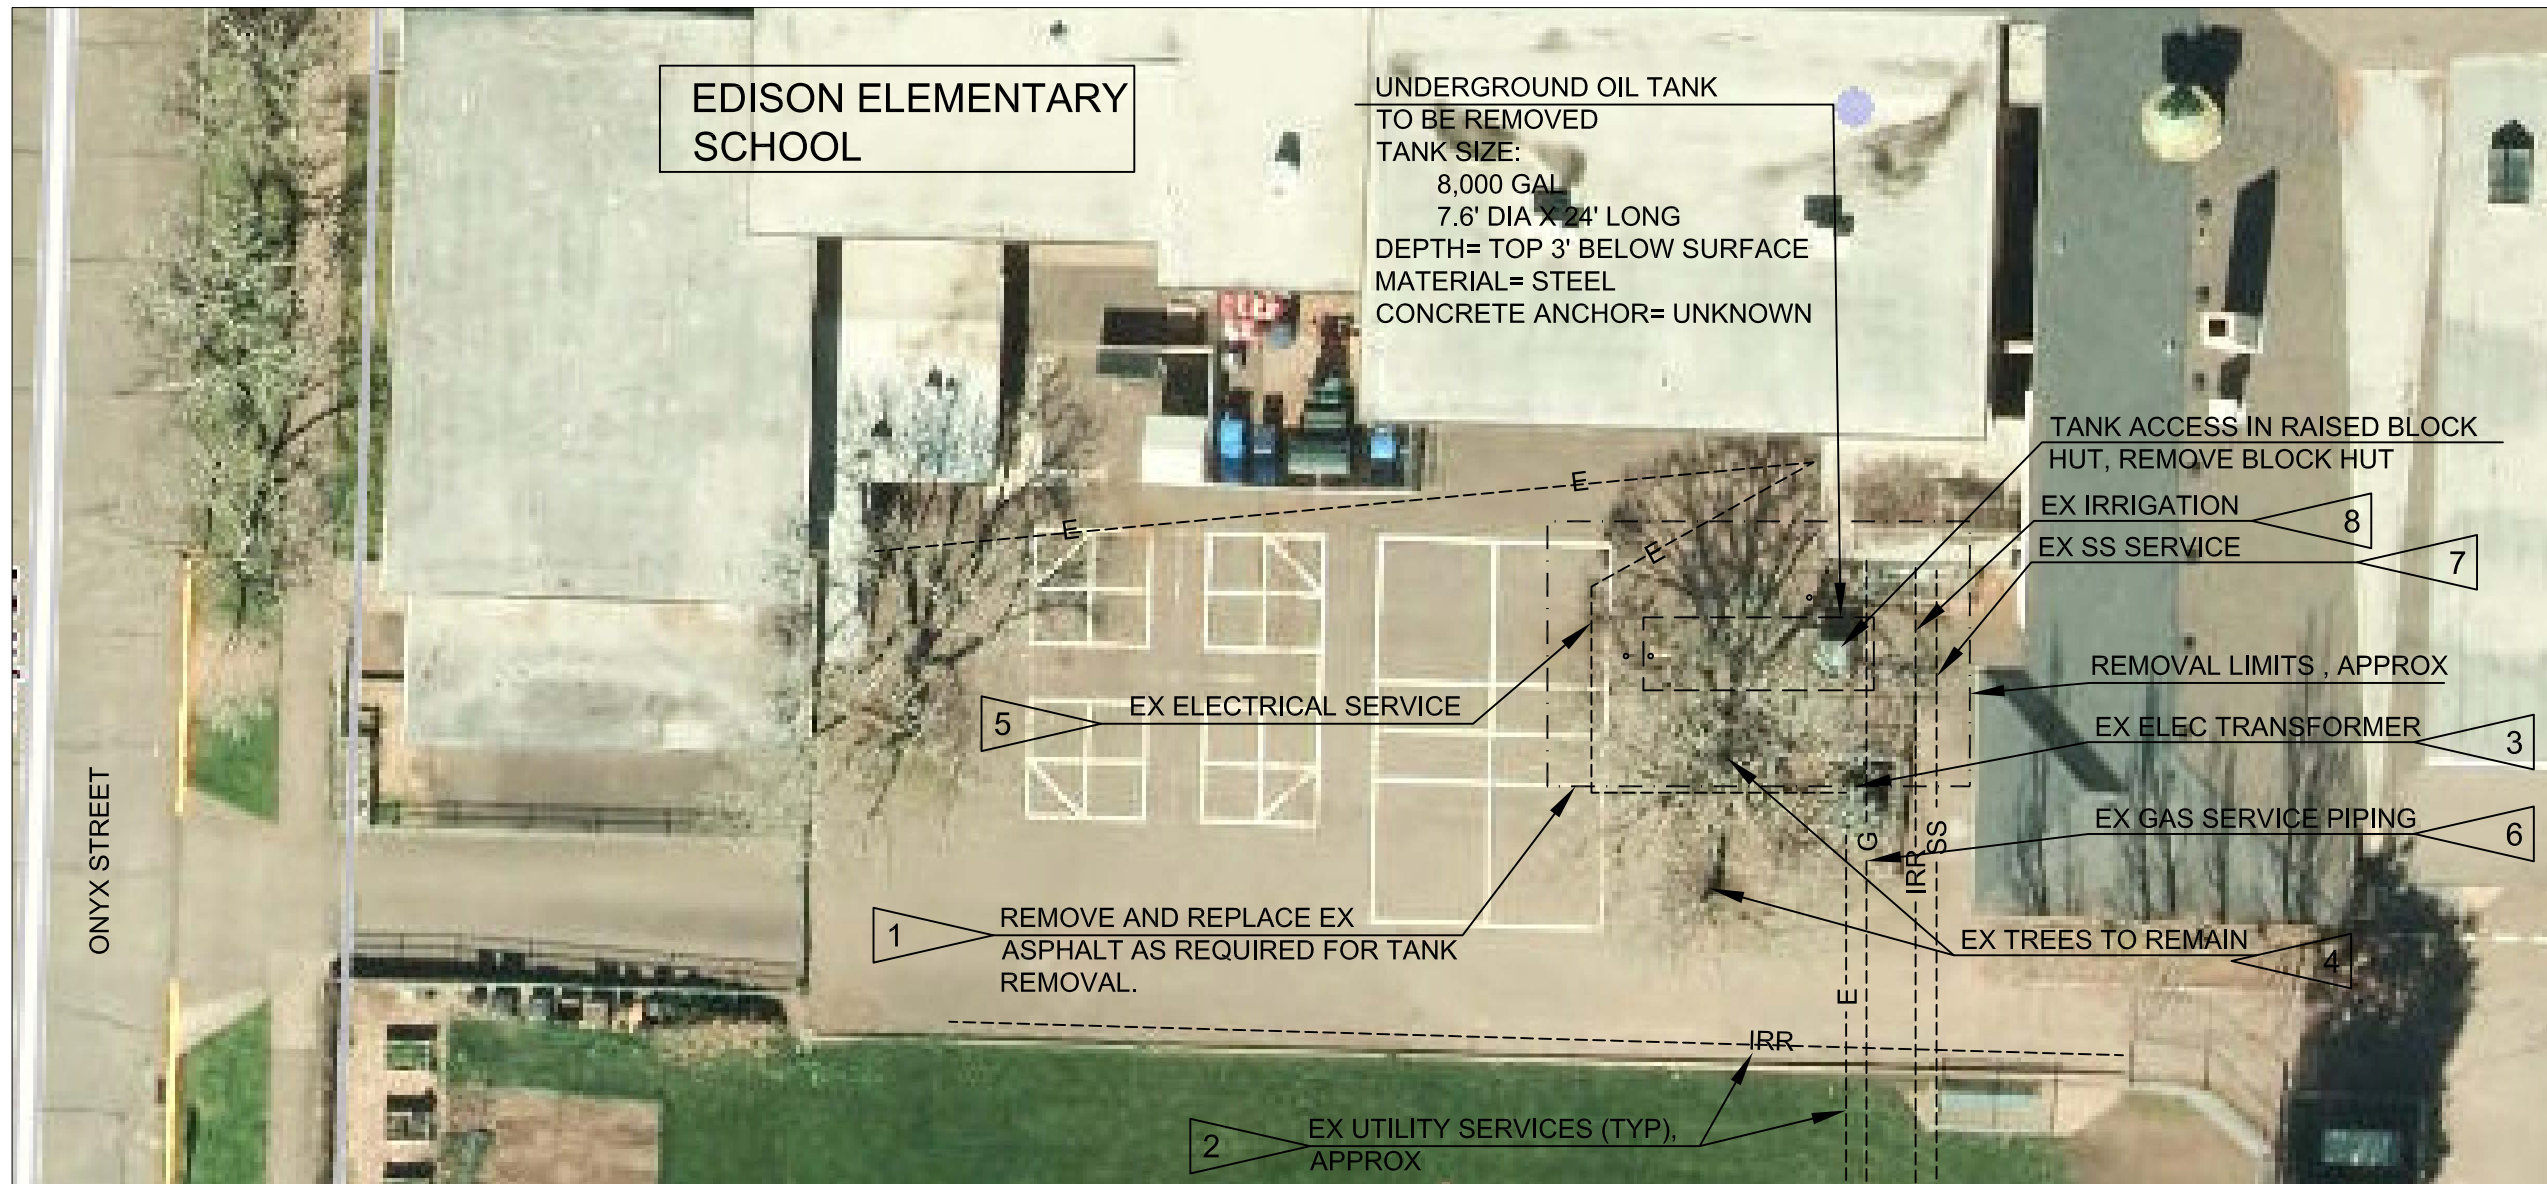 EDISON ELEMENTARY
SCHOOL
UNDERGROUND OIL TANK
TO BE REMOVED
TANK SIZE:
8,000 GAL
7.6' DIA X 24' LONG
DEPTH= TOP 3' BELOW SURFACE
MATERIAL= STEEL
CONCRETE ANCHOR= UNKNOWN
TANK ACCESS IN RAISED BLOCK
HUT, REMOVE BLOCK HUT
EX IRRIGATION
8
EX SS SERVICE
7
E
E
E
REMOVAL LIMITS , APPROX
5
EX ELECTRICAL SERVICE
EX ELEC TRANSFORMER
3
EX GAS SERVICE PIPING
6
G
IRR
SS
ONYX STREET
1
REMOVE AND REPLACE EX
ASPHALT AS REQUIRED FOR TANK
REMOVAL.
EX TREES TO REMAIN
4
E
IRR
2
EX UTILITY SERVICES (TYP),
APPROX